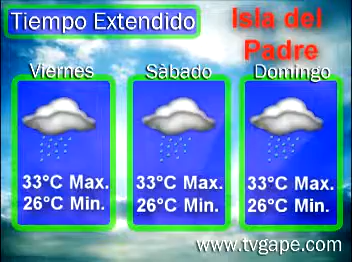 Tiempo Extendido
Isla del
Padre
Viernes
Sàbado
Domingo
33°C Max.
26°C Min.
33°C Max.
26°C Min.
33°C Max.
26°C Min.
www.tvgape.com